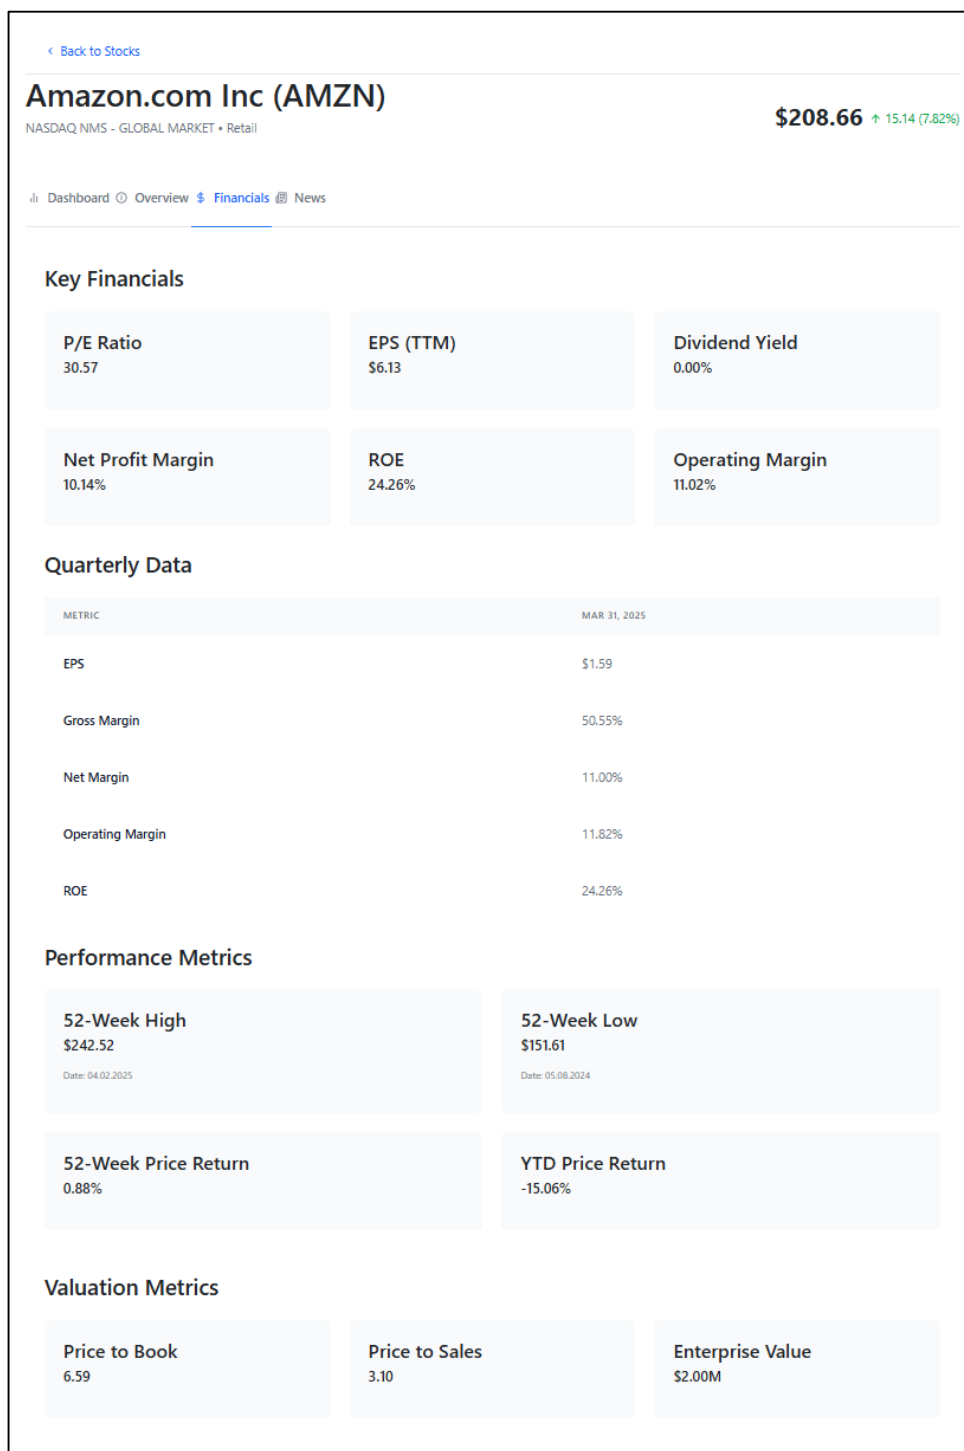 Back to Stocks
Amazon.com Inc (AMZN)
NASDAQ NMS - GLOBAL MARKET • Retail
$208.66 ↑ 15.14 (7.82%)
Dashboard Overview $ Financials News
Key Financials
P/E Ratio EPS (TTM) Dividend Yield
30.57 $6.13 0.00%
Net Profit Margin ROE Operating Margin
10.14% 24.26% 11.02%
Quarterly Data
METRIC MAR 31, 2025
EPS $1.59
Gross Margin 50.55%
Net Margin 11.00%
Operating Margin 11.82%
ROE 24.26%
Performance Metrics
52-Week High 52-Week Low
$242.52 $151.61
Date: 04.02.2025 Date: 05.08.2024
52-Week Price Return YTD Price Return
0.88% -15.06%
Valuation Metrics
Price to Book Price to Sales Enterprise Value
6.59 3.10 $2.00M